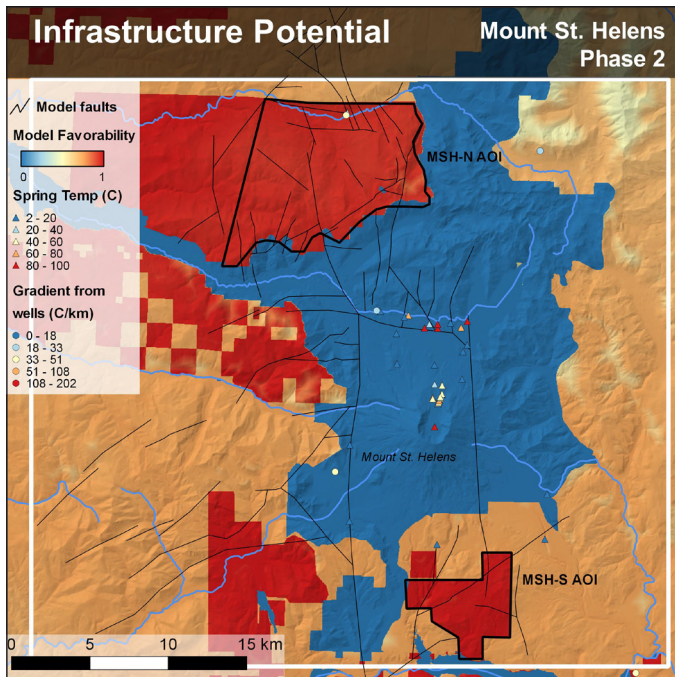 Infrastructure Potential
Mount St. Helens
Phase 2
Model faults
Model Favorability
0 1
Spring Temp (C)
2 - 20
20 - 40
40 - 60
60 - 80
80 - 100
Gradient from
wells (C/km)
0 - 18
18 - 33
33 - 51
51 - 108
108 - 202
MSH-N AOI
Mount St. Helens
MSH-S AOI
0 5 10 15 km